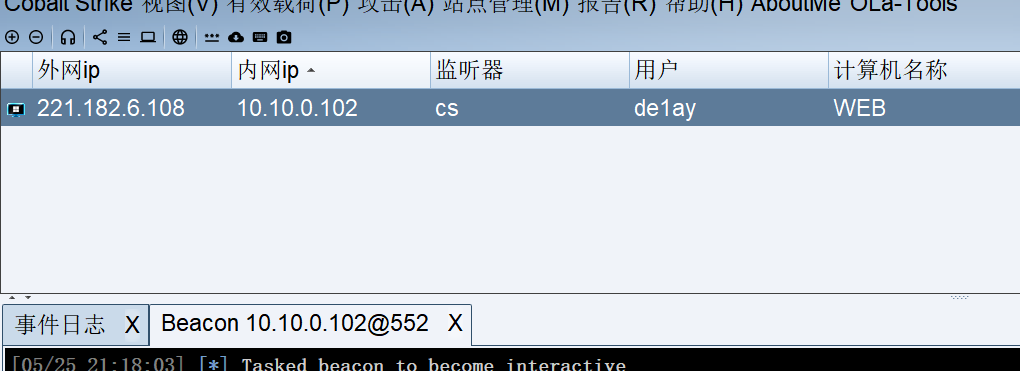 Cobalt Strike 视图(V) 有效载荷(P) 攻击(A) 站点管理(M) 报告(R) 帮助(H) AboutMe OLa-Tools
外网ip 内网ip 监听器 用户 计算机名称
221.182.6.108 10.10.0.102 cs de1ay WEB
事件日志 X Beacon 10.10.0.102@552 X
[05/25 21:18:03] [*] Tasked beacon to become interactive